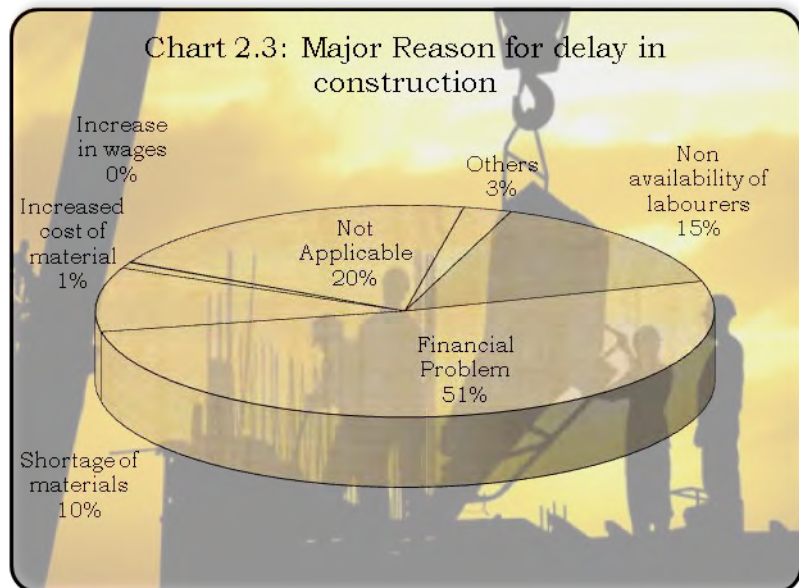 Chart 2.3: Major Reason for delay in
construction
Increase
in wages
0%
Others
3%
Non
availability of
labourers
15%
Increased
cost of
material
1%
Not
Applicable
20%
Financial
Problem
51%
Shortage of
materials
10%